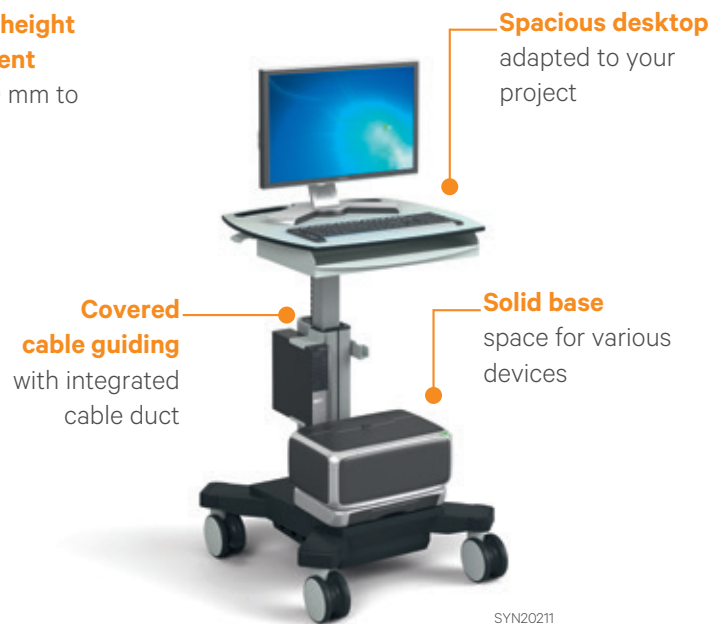 height
ent
mm to
Spacious desktop
adapted to your
project
Covered
cable guiding
with integrated
cable duct
Solid base
space for various
devices
SYN20211